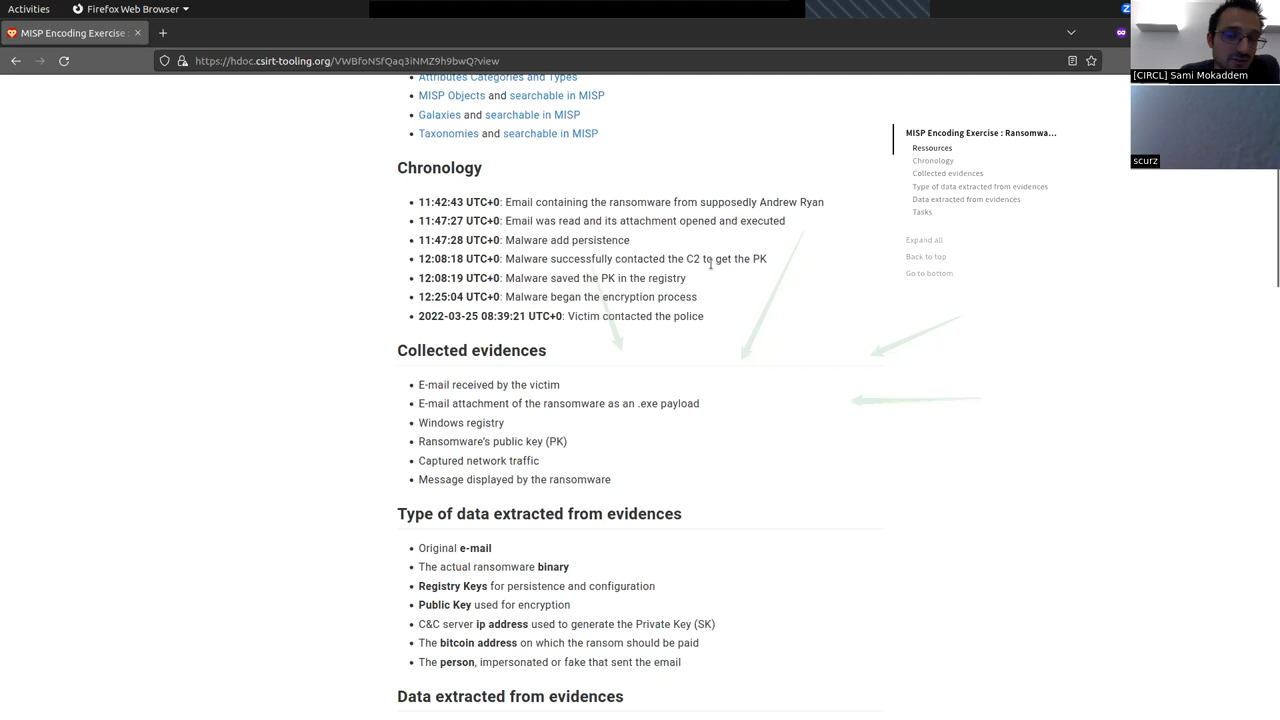 Activities
Firefox Web Browser
MISP Encoding Exercise :
https://hdoc.csirt-tooling.org/VWBfoNSfQaq3iNMZ9h9bwQ?view
[CIRCL] Sami Mokaddem
scurz
Attributes Categories and Types
MISP Objects and searchable in MISP
Galaxies and searchable in MISP
Taxonomies and searchable in MISP
Chronology
11:42:43 UTC+0: Email containing the ransomware from supposedly Andrew Ryan
11:47:27 UTC+0: Email was read and its attachment opened and executed
11:47:28 UTC+0: Malware add persistence
12:08:18 UTC+0: Malware successfully contacted the C2 to get the PK
12:08:19 UTC+0: Malware saved the PK in the registry
12:25:04 UTC+0: Malware began the encryption process
2022-03-25 08:39:21 UTC+0: Victim contacted the police
Collected evidences
E-mail received by the victim
E-mail attachment of the ransomware as an .exe payload
Windows registry
Ransomware's public key (PK)
Captured network traffic
Message displayed by the ransomware
Type of data extracted from evidences
Original e-mail
The actual ransomware binary
Registry Keys for persistence and configuration
Public Key used for encryption
C&C server ip address used to generate the Private Key (SK)
The bitcoin address on which the ransom should be paid
The person, impersonated or fake that sent the email
Data extracted from evidences
MISP Encoding Exercise : Ransomwa...
Ressources
Chronology
Collected evidences
Type of data extracted from evidences
Data extracted from evidences
Tasks
Expand all
Back to top
Go to bottom